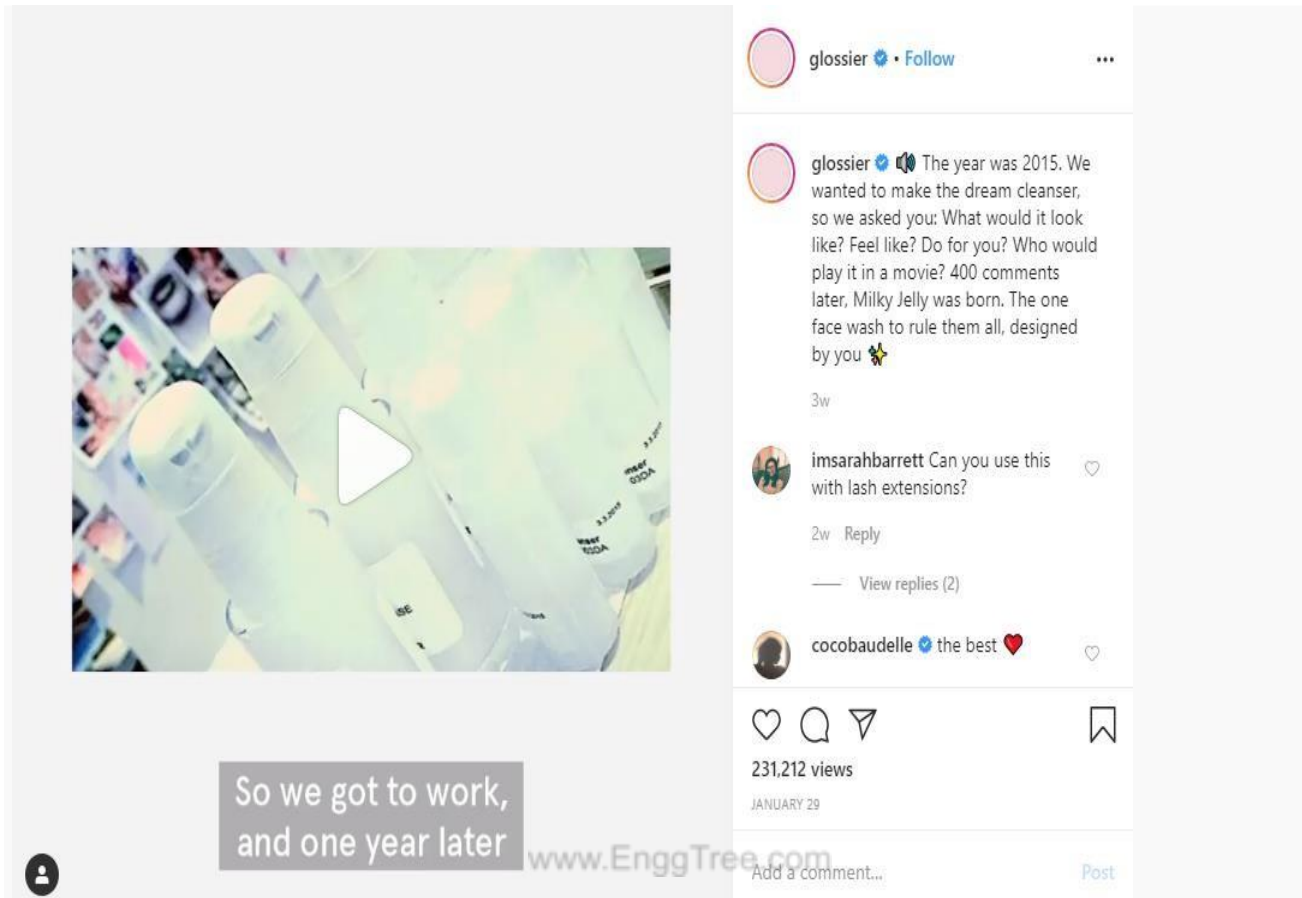 glossier • Follow
glossier 🔊 The year was 2015. We
wanted to make the dream cleanser,
so we asked you: What would it look
like? Feel like? Do for you? Who would
play it in a movie? 400 comments
later, Milky Jelly was born. The one
face wash to rule them all, designed
by you ✨
3w
imsarahbarrett Can you use this
with lash extensions?
2w Reply
View replies (2)
cocobaudelle the best ❤️
231,212 views
JANUARY 29
Add a comment... Post
So we got to work,
and one year later
www.EnggTree.com